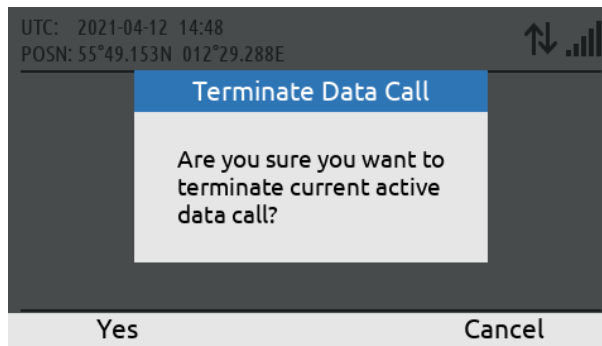 UTC: 2021-04-12 14:48
POSN: 55°49.153N 012°29.288E
Terminate Data Call
Are you sure you want to
terminate current active
data call?
Yes Cancel